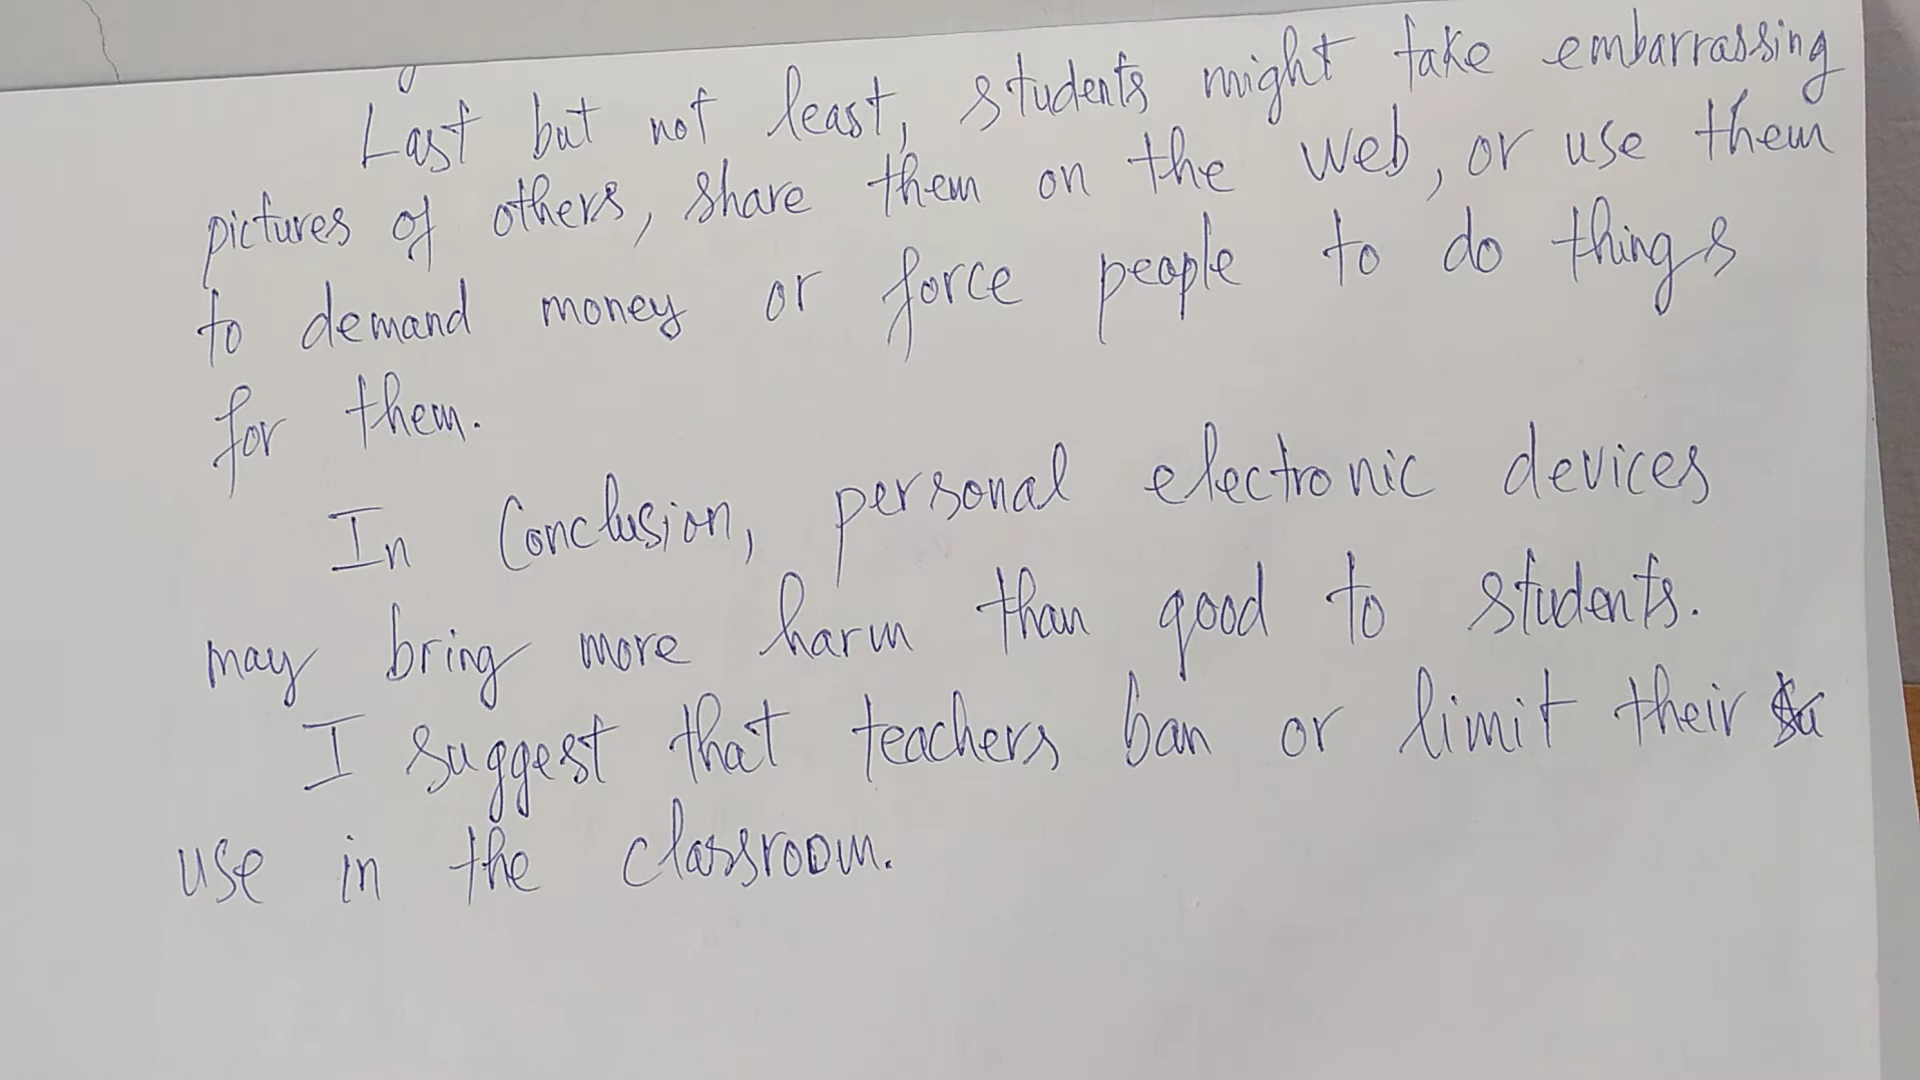 Last but not least, students might take embarrassing
pictures of others, share them on the web, or use them
to demand money or force people to do things
for them.
In Conclusion, personal electronic devices
may bring more harm than good to students.
I suggest that teachers ban or limit their
use in the classroom.